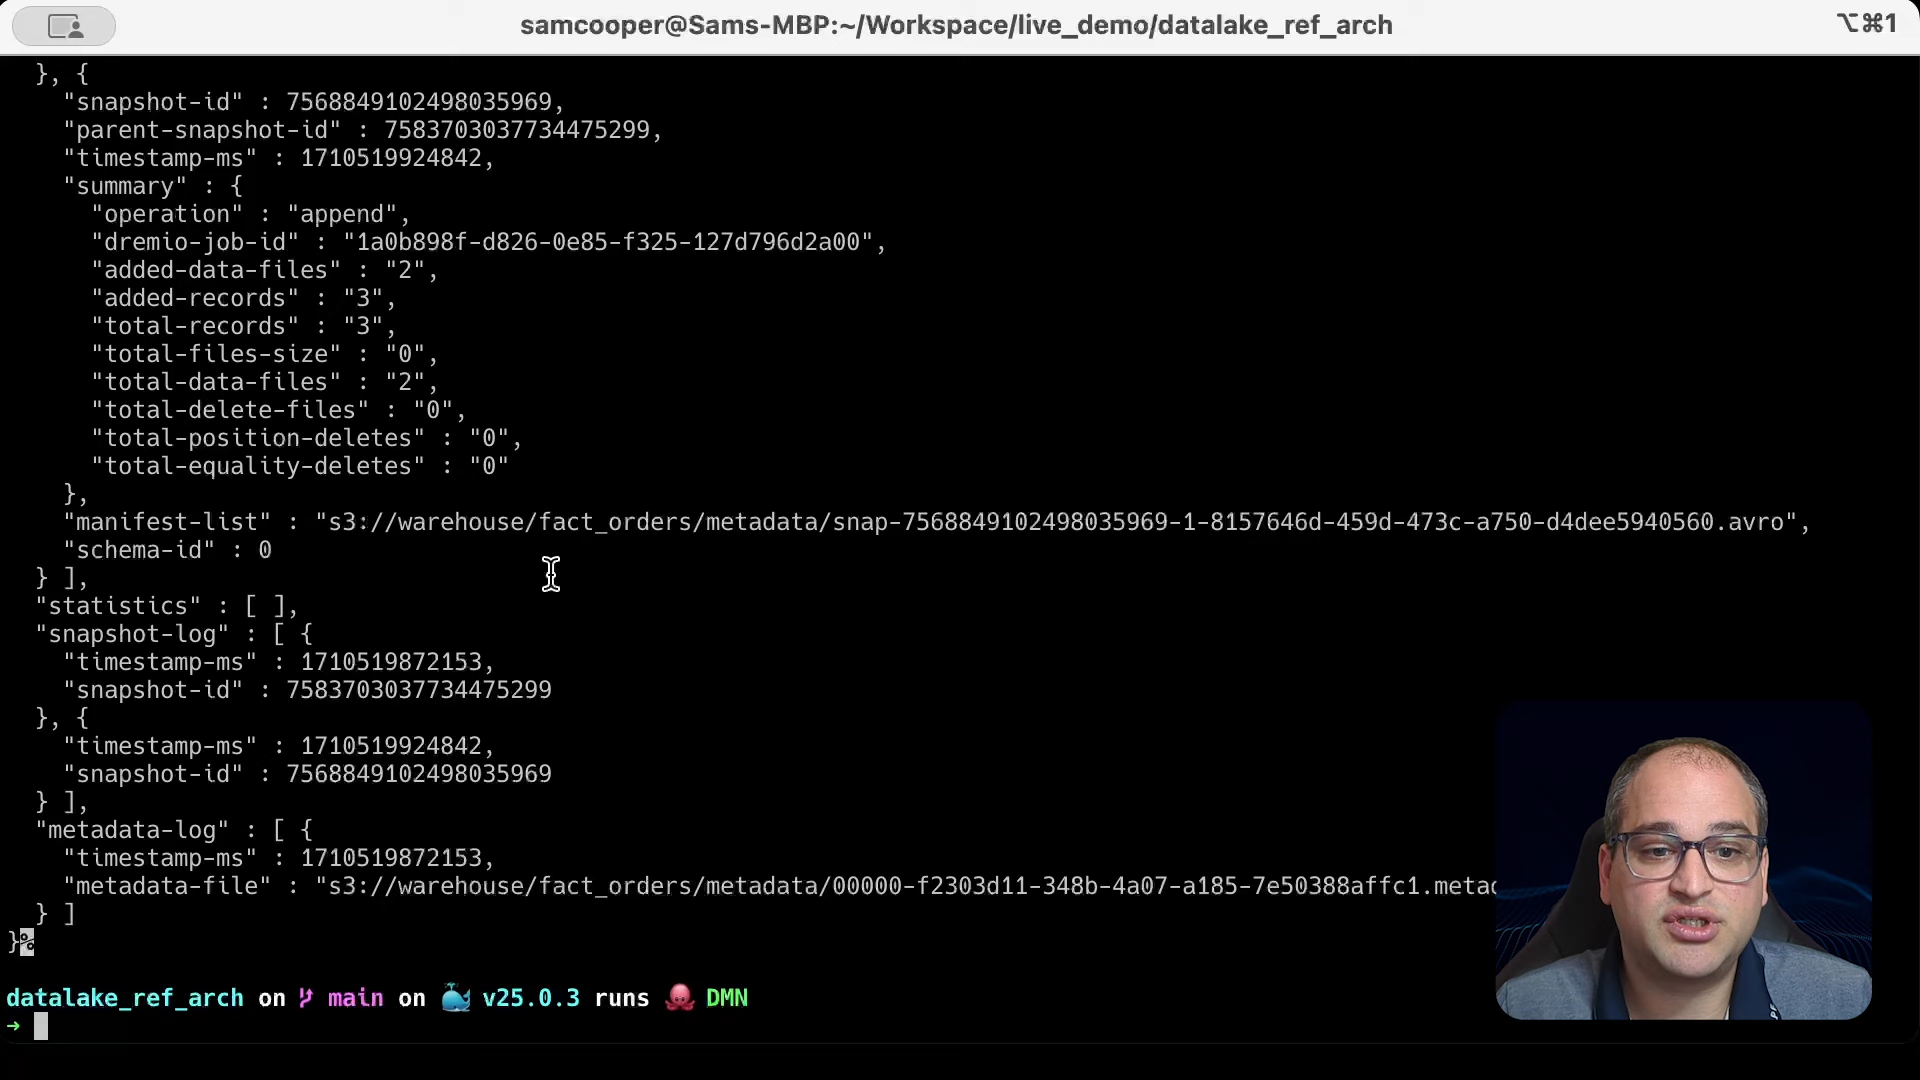 samcooper@Sams-MBP:~/Workspace/live_demo/datalake_ref_arch
⌥⌘1
}, {
"snapshot-id" : 7568849102498035969,
"parent-snapshot-id" : 7583703037734475299,
"timestamp-ms" : 1710519924842,
"summary" : {
"operation" : "append",
"dremio-job-id" : "1a0b898f-d826-0e85-f325-127d796d2a00",
"added-data-files" : "2",
"added-records" : "3",
"total-records" : "3",
"total-files-size" : "0",
"total-data-files" : "2",
"total-delete-files" : "0",
"total-position-deletes" : "0",
"total-equality-deletes" : "0"
},
"manifest-list" : "s3://warehouse/fact_orders/metadata/snap-7568849102498035969-1-8157646d-459d-473c-a750-d4dee5940560.avro",
"schema-id" : 0
} ],
"statistics" : [ ],
"snapshot-log" : [ {
"timestamp-ms" : 1710519872153,
"snapshot-id" : 7583703037734475299
}, {
"timestamp-ms" : 1710519924842,
"snapshot-id" : 7568849102498035969
} ],
"metadata-log" : [ {
"timestamp-ms" : 1710519872153,
"metadata-file" : "s3://warehouse/fact_orders/metadata/00000-f2303d11-348b-4a07-a185-7e50388affc1.metad
} ]
}%
datalake_ref_arch on main on 🐳 v25.0.3 runs 🐙 DMN
→